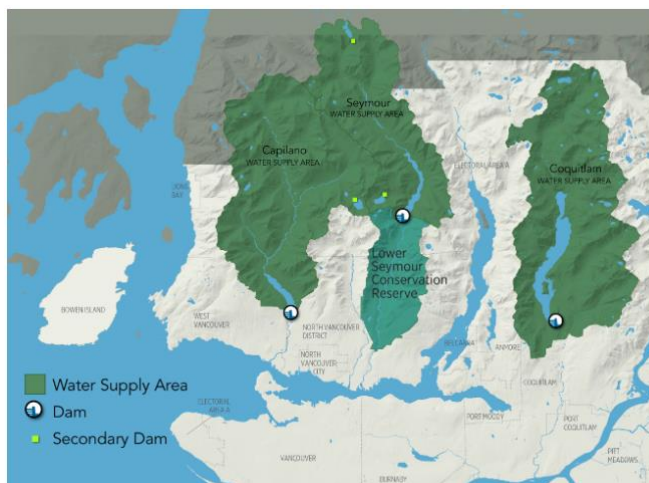 Seymour
WATER SUPPLY AREA
Capilano
WATER SUPPLY AREA
ELECTORAL AREA A
Coquitlam
WATER SUPPLY AREA
LIONS
BAY
Lower
Seymour
Conservation
Reserve
BOWEN ISLAND
WEST
VANCOUVER
NORTH VANCOUVER
DISTRICT
NORTH
VANCOUVER
CITY
BELCARRA
ANMORE
COQUITLAM
Water Supply Area
Dam
Secondary Dam
ELECTORAL
AREA A
PORT MOODY
PORT
COQUITLAM
PITT
MEADOWS
VANCOUVER
BURNABY